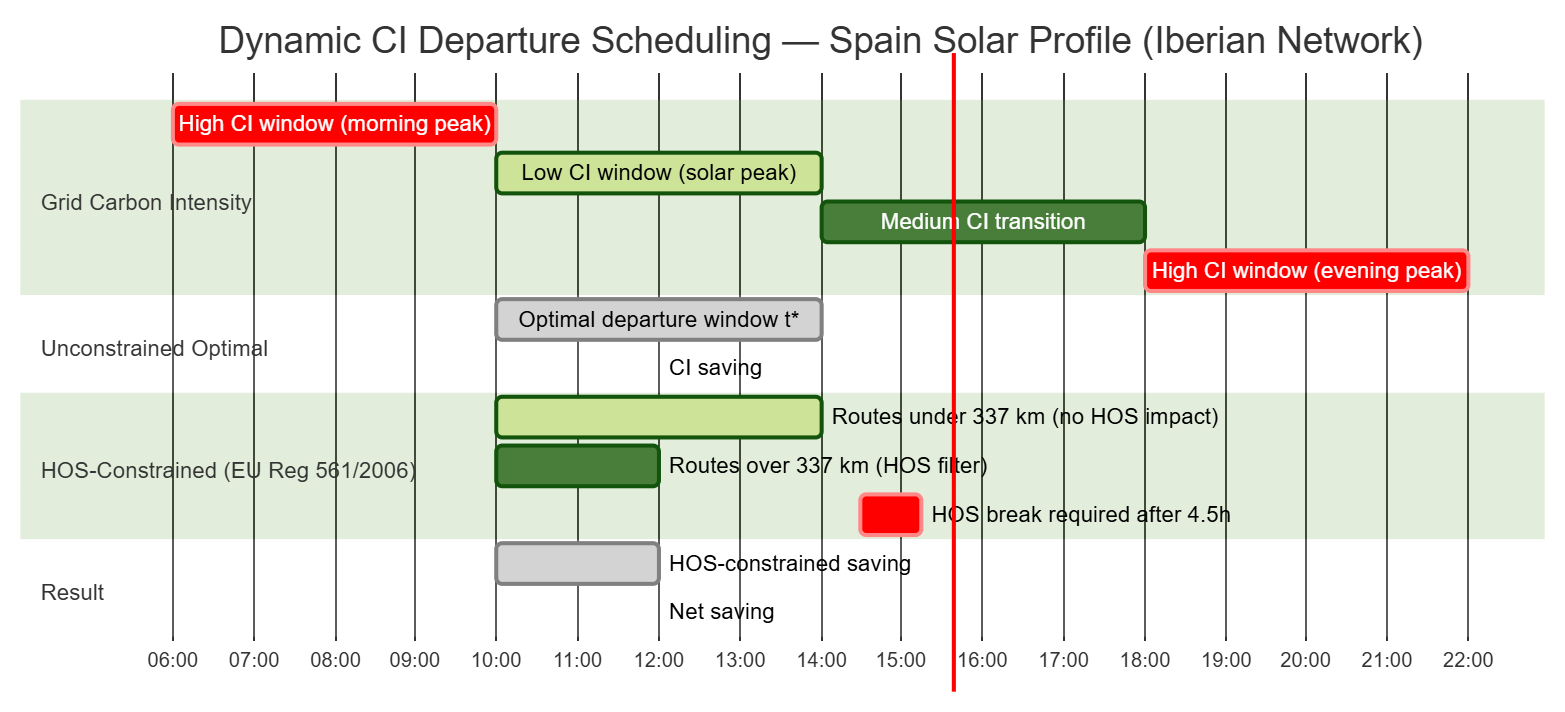 Dynamic CI Departure Scheduling — Spain Solar Profile (Iberian Network)
High CI window (morning peak)
Low CI window (solar peak)
Grid Carbon Intensity
Medium CI transition
High CI window (evening peak)
Optimal departure window t*
Unconstrained Optimal
CI saving
Routes under 337 km (no HOS impact)
Routes over 337 km (HOS filter)
HOS-Constrained (EU Reg 561/2006)
HOS break required after 4.5h
HOS-constrained saving
Result
Net saving
06:00 07:00 08:00 09:00 10:00 11:00 12:00 13:00 14:00 15:00 16:00 17:00 18:00 19:00 20:00 21:00 22:00